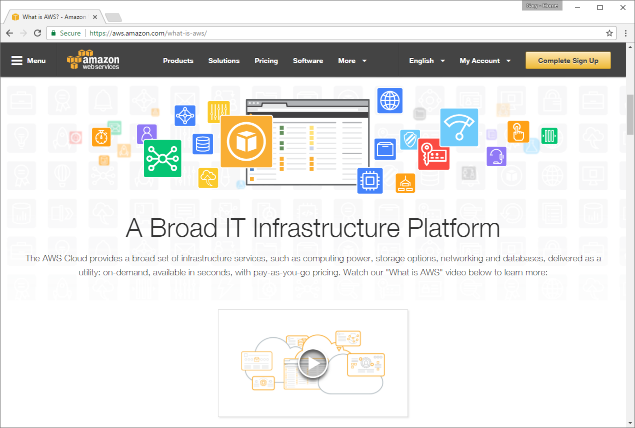 Gary - Home
What is AWS? - Amazon
Secure https://aws.amazon.com/what-is-aws/
Menu amazon webservices Products Solutions Pricing Software More English My Account Complete Sign Up
A Broad IT Infrastructure Platform
The AWS Cloud provides a broad set of infrastructure services, such as computing power, storage options, networking and databases, delivered as a
utility: on-demand, available in seconds, with pay-as-you-go pricing. Watch our "What is AWS" video below to learn more: